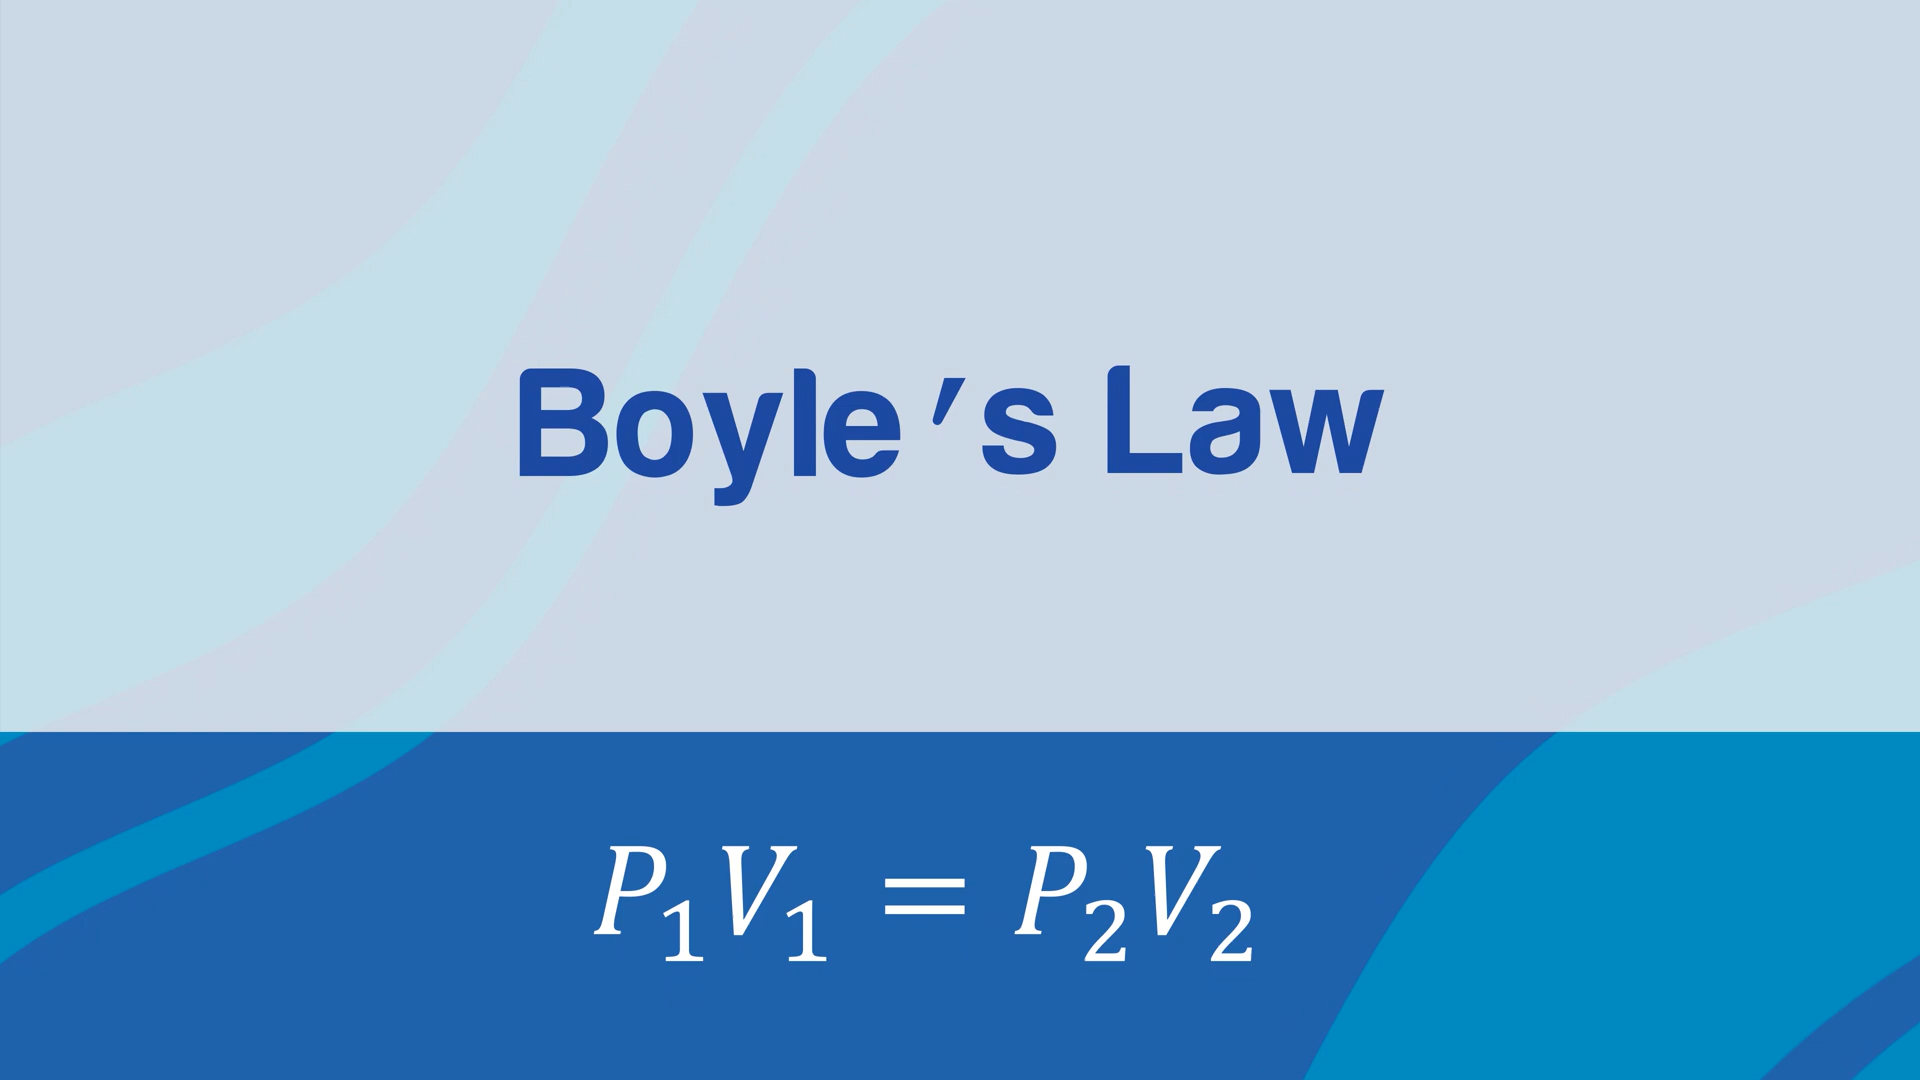 Boyle's Law
P₁V₁ = P₂V₂